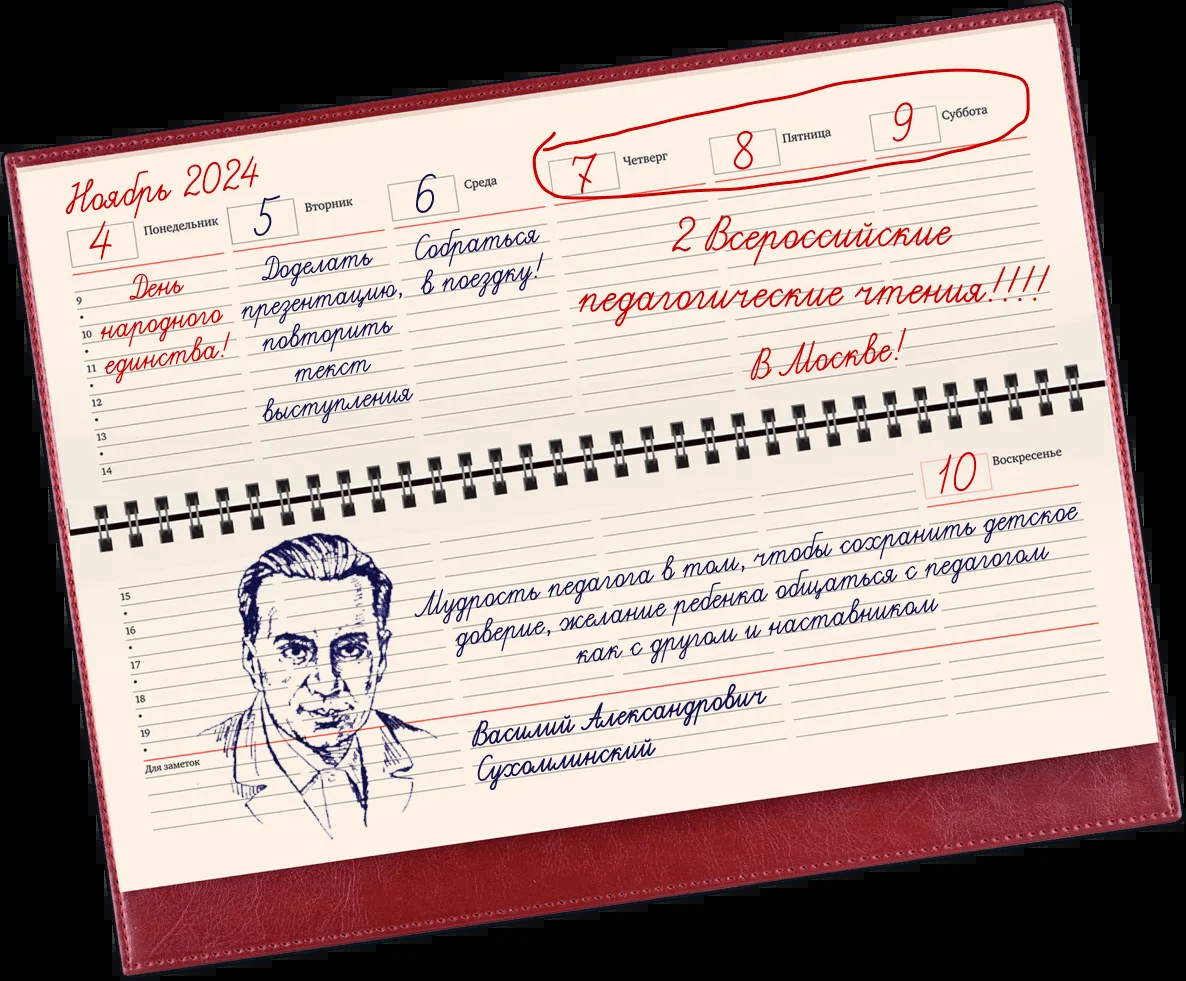 Ноябрь 2024
4 Понедельник
День
народного
единства!
5 Вторник
Доделать
презентацию,
повторить
текст
выступления
6 Среда
Собраться
в поездку!
7 Четверг
8 Пятница
9 Суббота
2 Всероссийские
педагогические чтения!!!!
В Москве!
9
10
11
12
13
14
10 Воскресенье
Мудрость педагога в том, чтобы сохранить детское
доверие, желание ребенка общаться с педагогом
как с другом и наставником
Василий Александрович
Сухомлинский
15
16
17
18
19
Для заметок